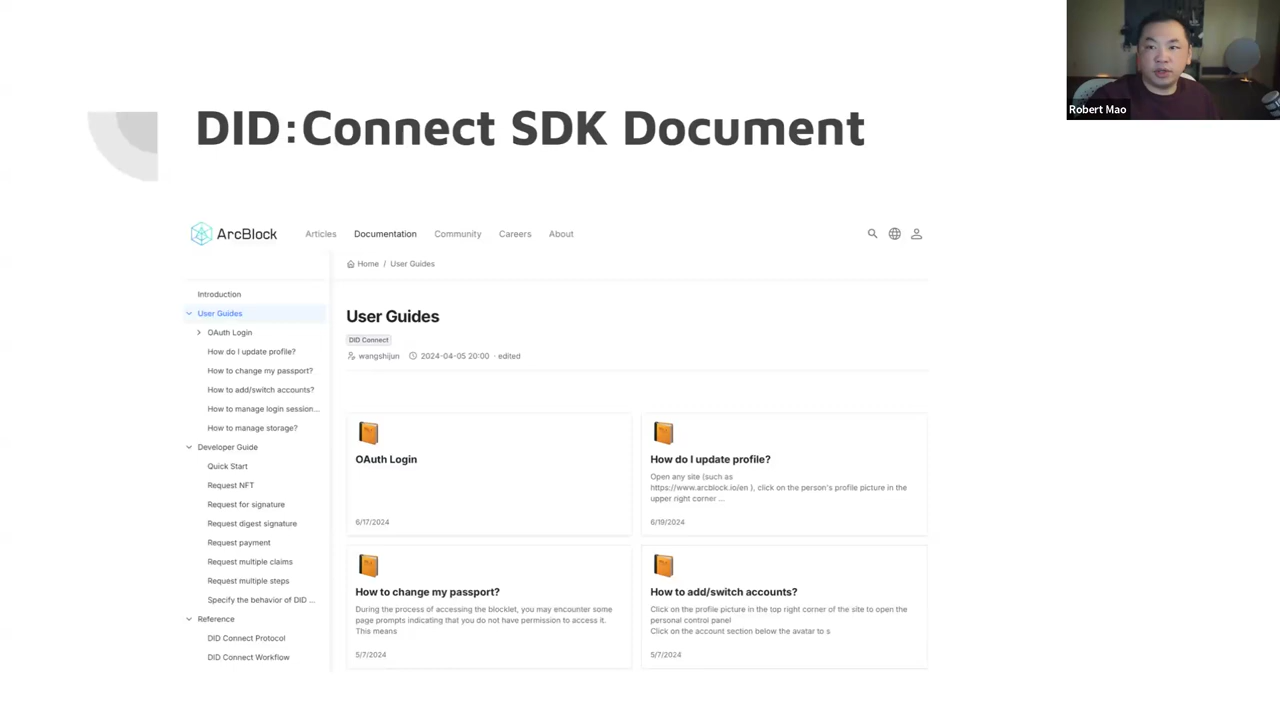 Robert Mao
DID:Connect SDK Document
ArcBlock
Articles
Documentation
Community
Careers
About
Home / User Guides
Introduction
User Guides
OAuth Login
How do I update profile?
How to change my passport?
How to add/switch accounts?
How to manage login session...
How to manage storage?
Developer Guide
Quick Start
Request NFT
Request for signature
Request digest signature
Request payment
Request multiple claims
Request multiple steps
Specify the behavior of DID ...
Reference
DID Connect Protocol
DID Connect Workflow
User Guides
DID Connect
wangshijun 2024-04-05 20:00 · edited
OAuth Login
6/17/2024
How do I update profile?
Open any site (such as
https://www.arcblock.io/en ), click on the person's profile picture in the
upper right corner ...
6/19/2024
How to change my passport?
During the process of accessing the blocklet, you may encounter some
page prompts indicating that you do not have permission to access it.
This means
5/7/2024
How to add/switch accounts?
Click on the profile picture in the top right corner of the site to open the
personal control panel
Click on the account section below the avatar to s
5/7/2024